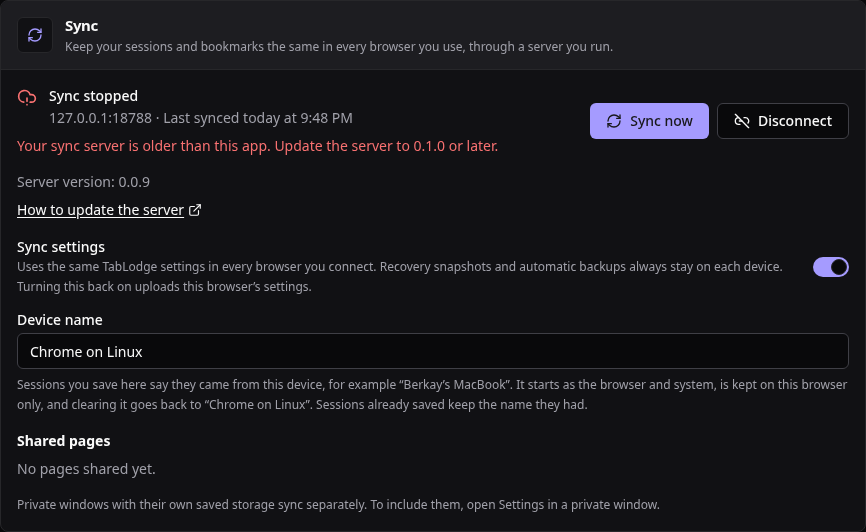 Sync
Keep your sessions and bookmarks the same in every browser you use, through a server you run.
Sync stopped
127.0.0.1:18788 · Last synced today at 9:48 PM
Sync now
Disconnect
Your sync server is older than this app. Update the server to 0.1.0 or later.
Server version: 0.0.9
How to update the server
Sync settings
Uses the same TabLodge settings in every browser you connect. Recovery snapshots and automatic backups always stay on each device.
Turning this back on uploads this browser’s settings.
Device name
Chrome on Linux
Sessions you save here say they came from this device, for example “Berkay’s MacBook”. It starts as the browser and system, is kept on this browser
only, and clearing it goes back to “Chrome on Linux”. Sessions already saved keep the name they had.
Shared pages
No pages shared yet.
Private windows with their own saved storage sync separately. To include them, open Settings in a private window.